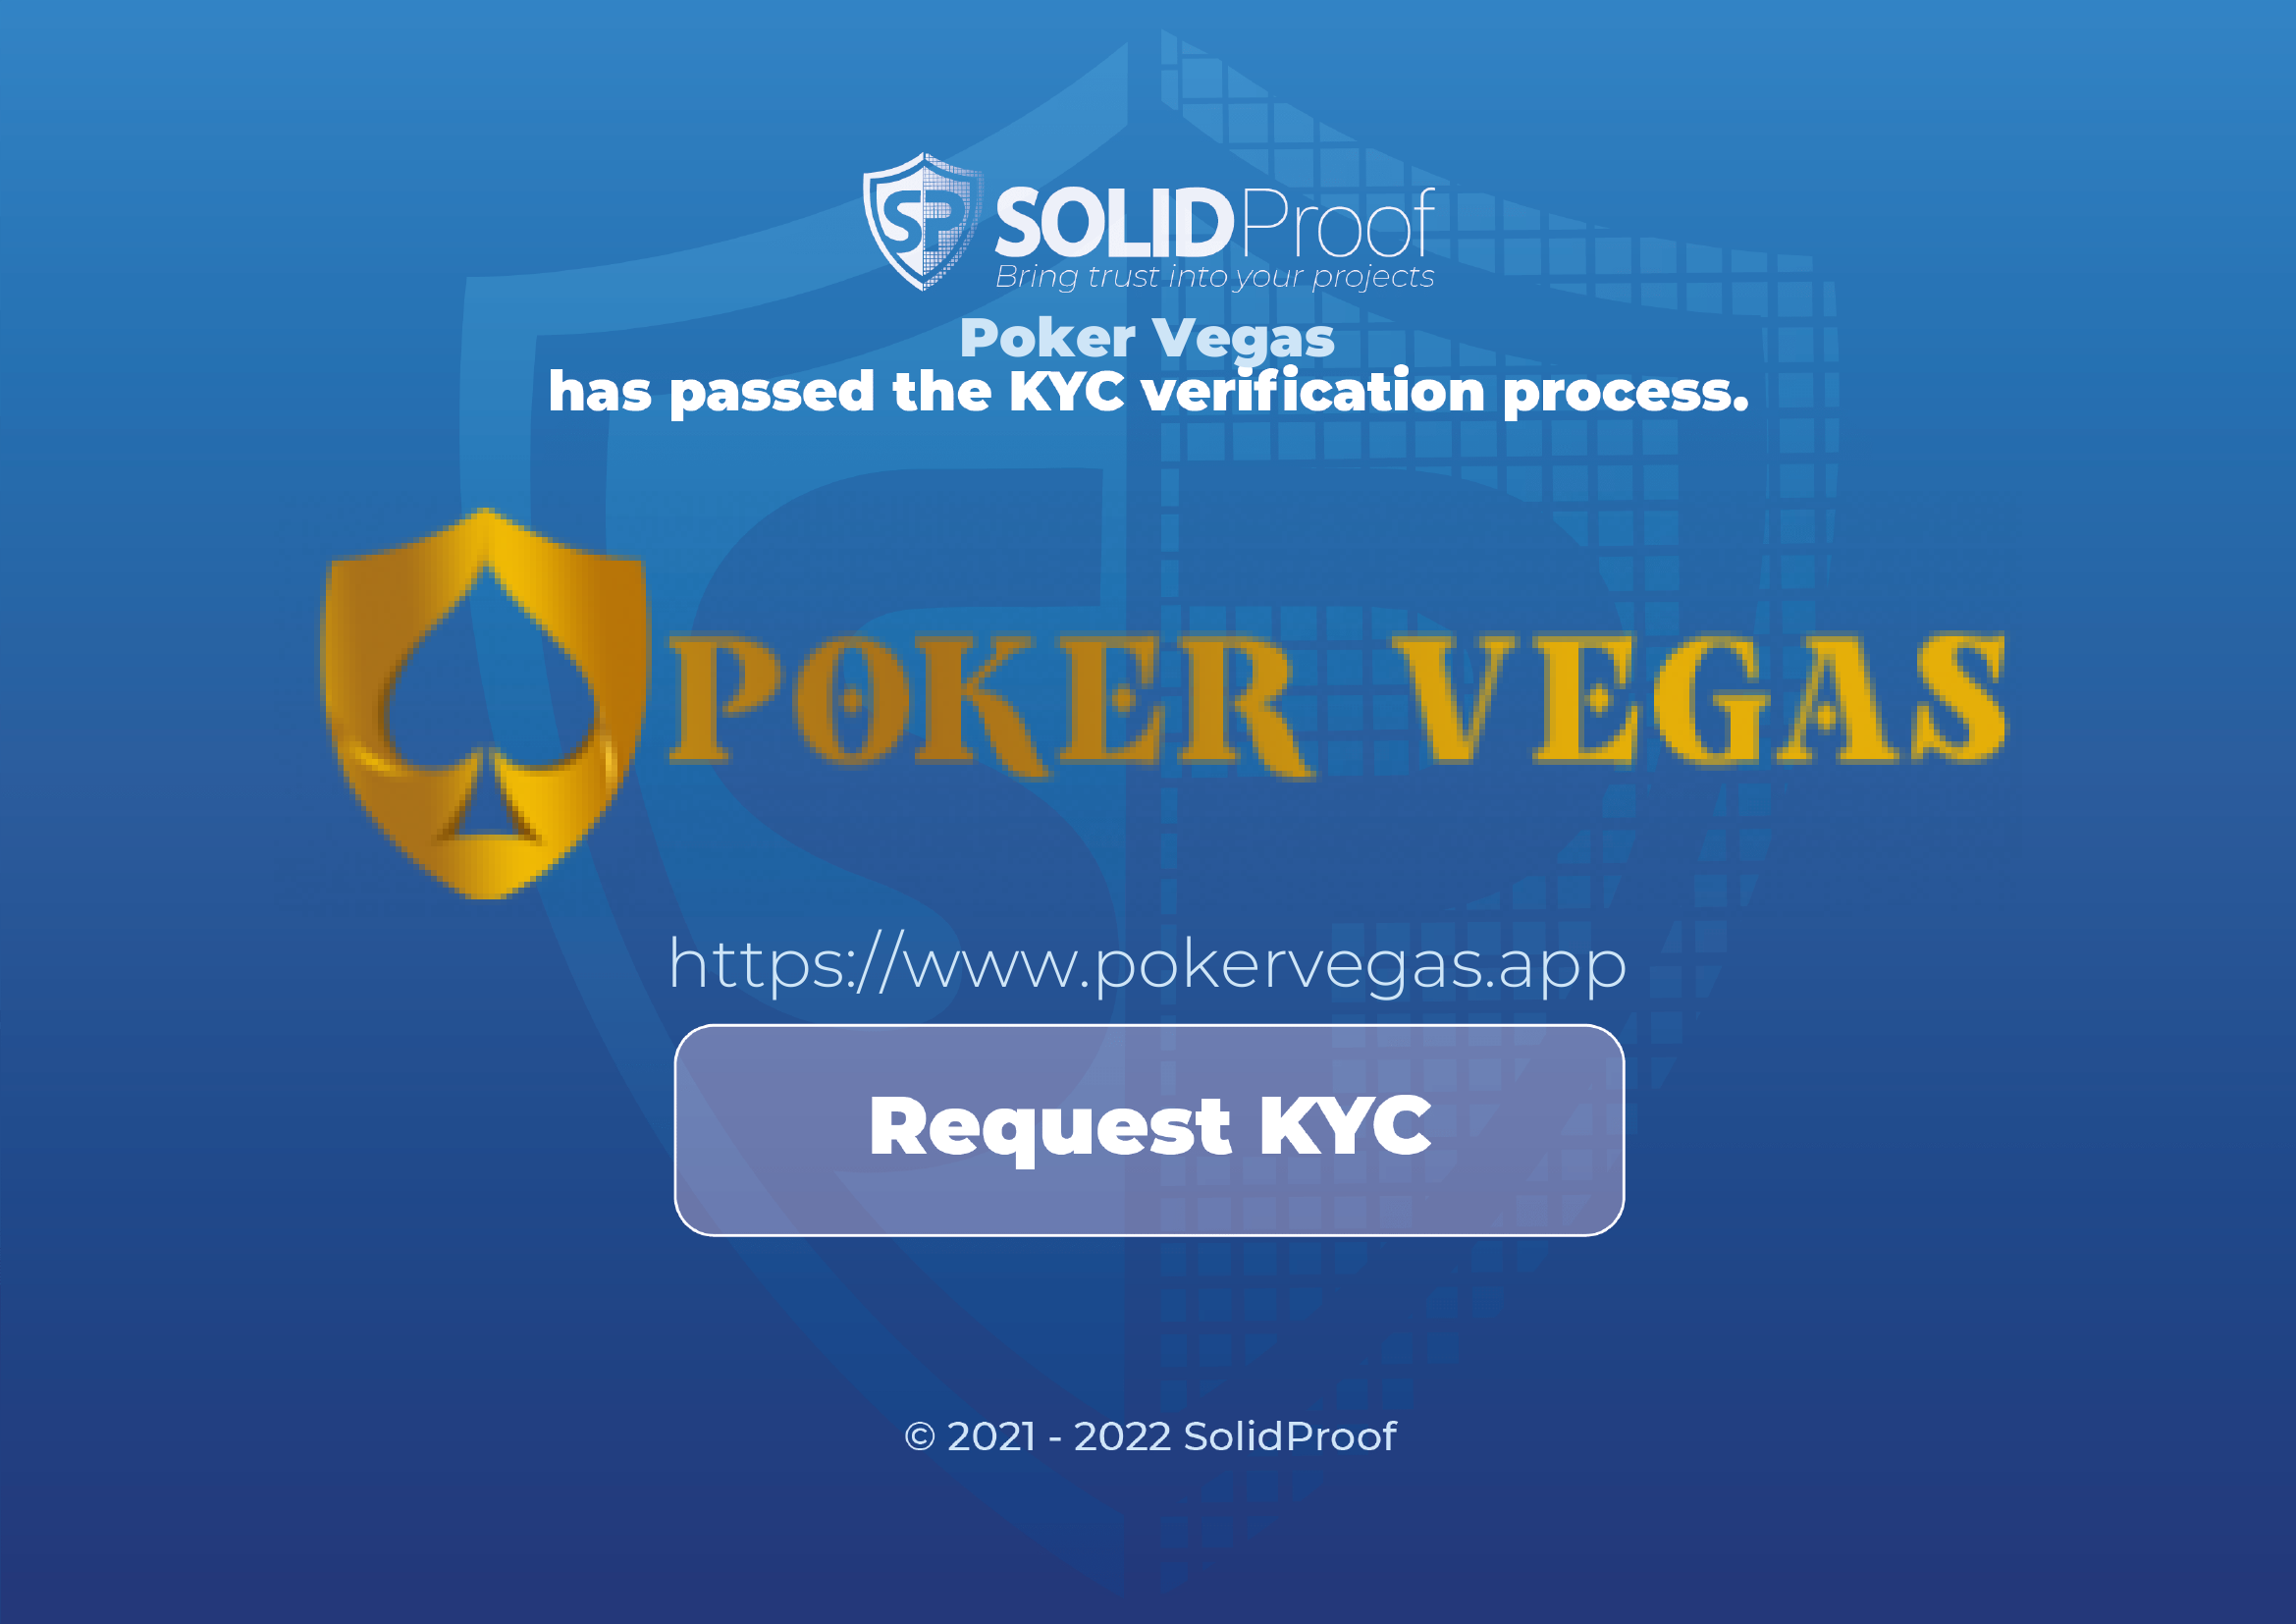 SP SOLIDProof
Bring trust into your projects
Poker Vegas
has passed the KYC verification process.
POKER VEGAS
https://www.pokervegas.app
Request KYC
© 2021 - 2022 SolidProof